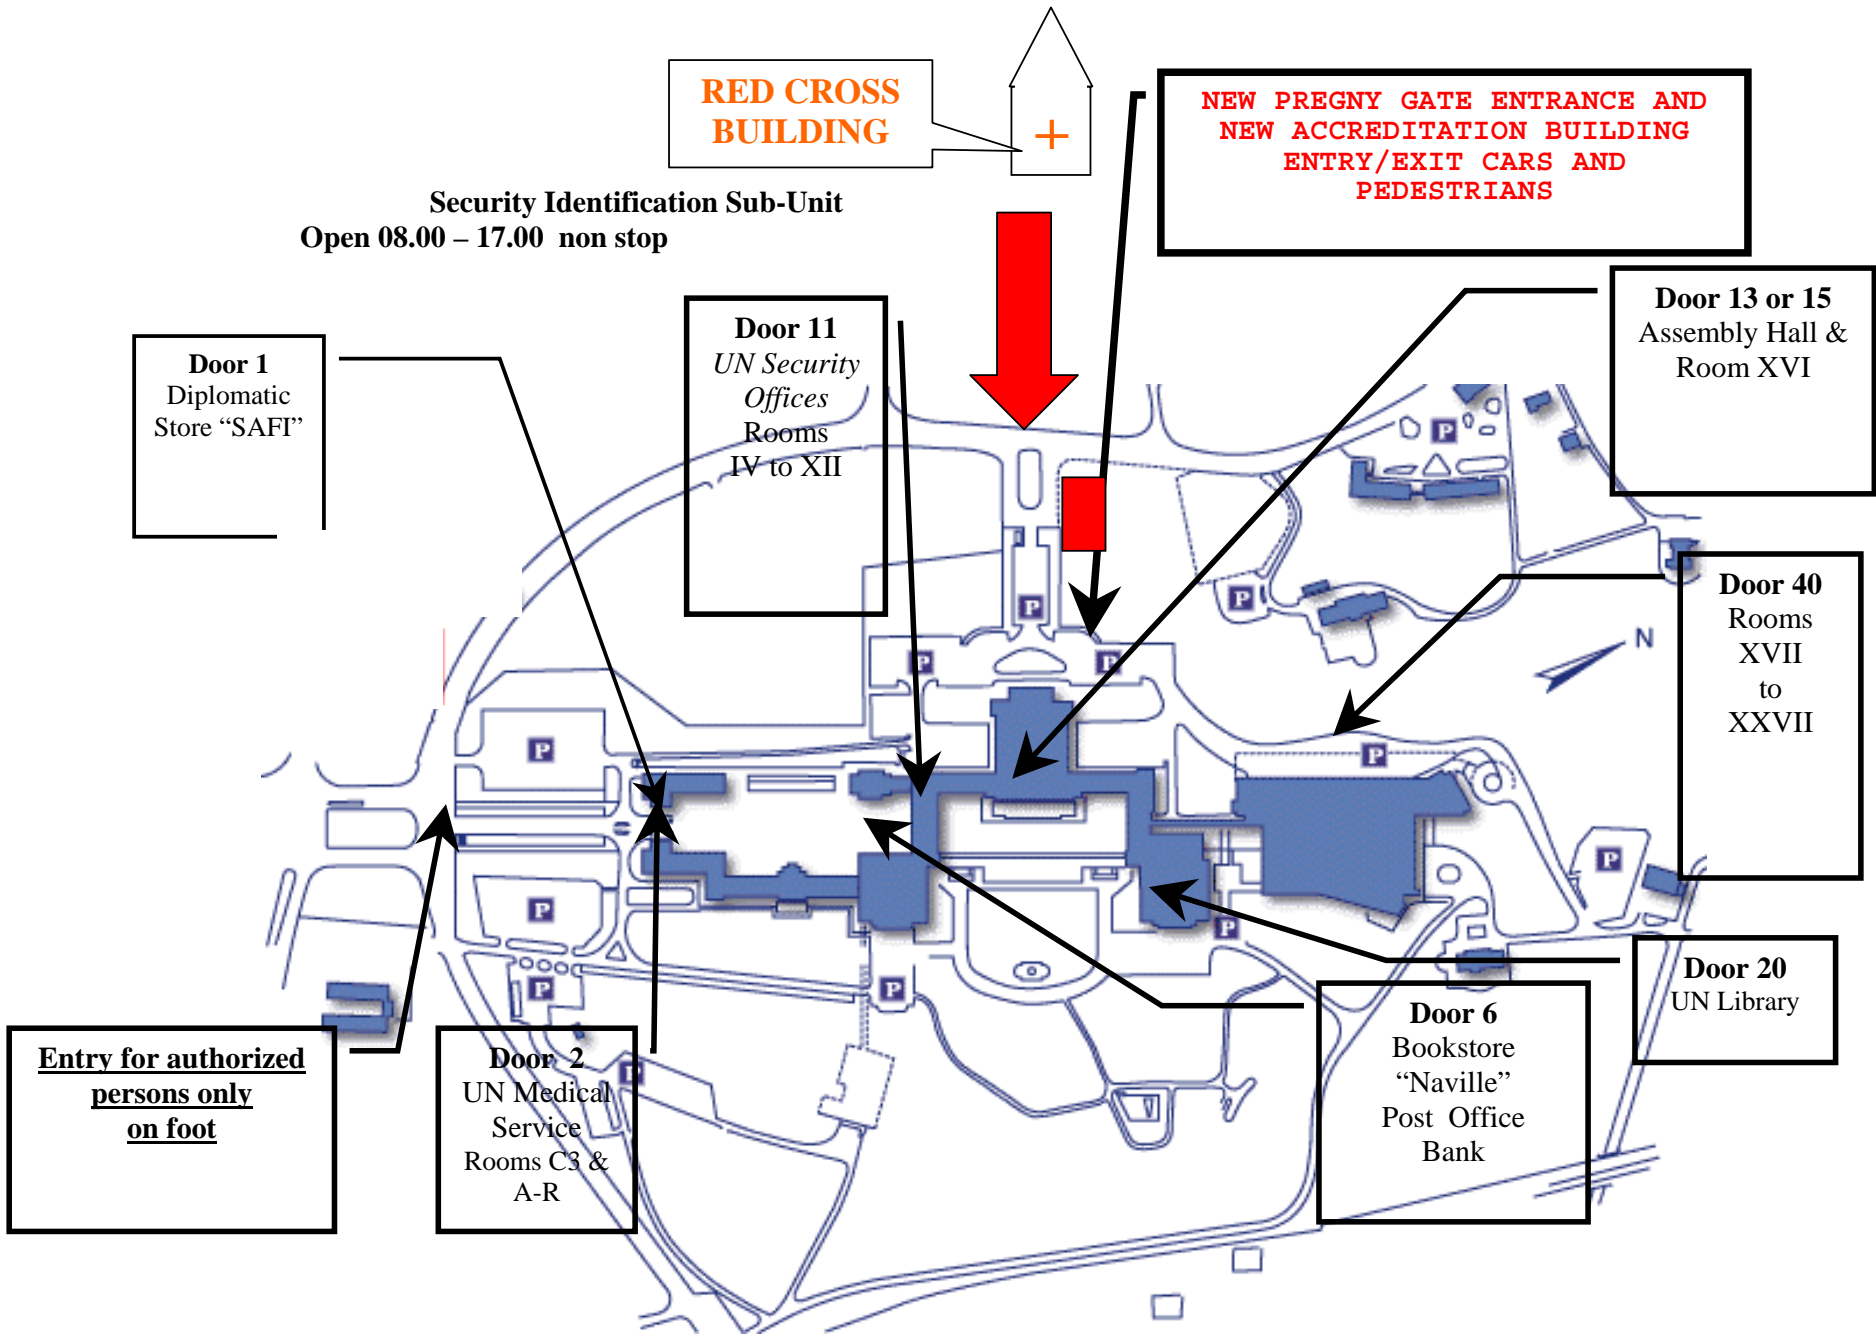 RED CROSS
BUILDING
+
NEW PREGNY GATE ENTRANCE AND
NEW ACCREDITATION BUILDING
ENTRY/EXIT CARS AND
PEDESTRIANS
Security Identification Sub-Unit
Open 08.00 – 17.00 non stop
Door 1
Diplomatic
Store “SAFI”
Door 11
UN Security
Offices
Rooms
IV to XII
Door 13 or 15
Assembly Hall &
Room XVI
Door 40
Rooms
XVII
to
XXVII
N
P
P
P
P
P
P
P
P
P
P
P
P
P
P
Entry for authorized
persons only
on foot
Door 2
UN Medical
Service
Rooms C3 &
A-R
Door 6
Bookstore
“Naville”
Post Office
Bank
Door 20
UN Library